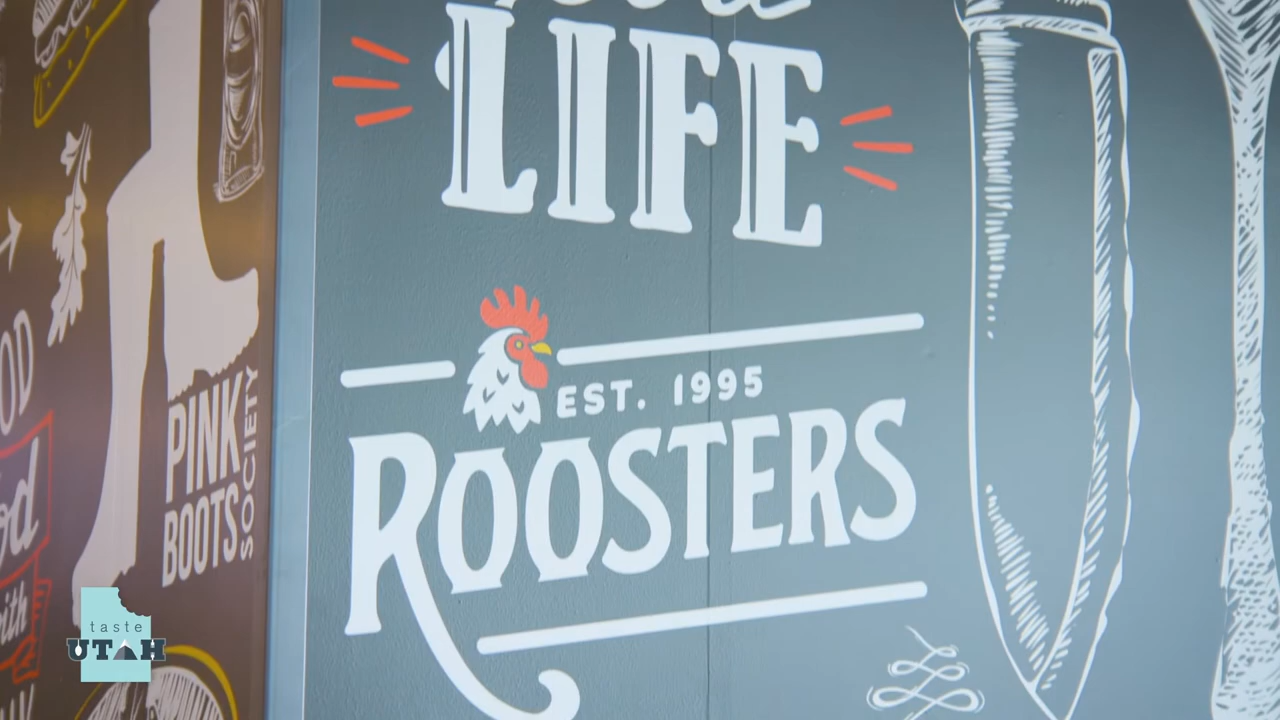 LIFE
EST. 1995
ROOSTERS
PINK
BOOTS
SOCIETY
taste
UTAH